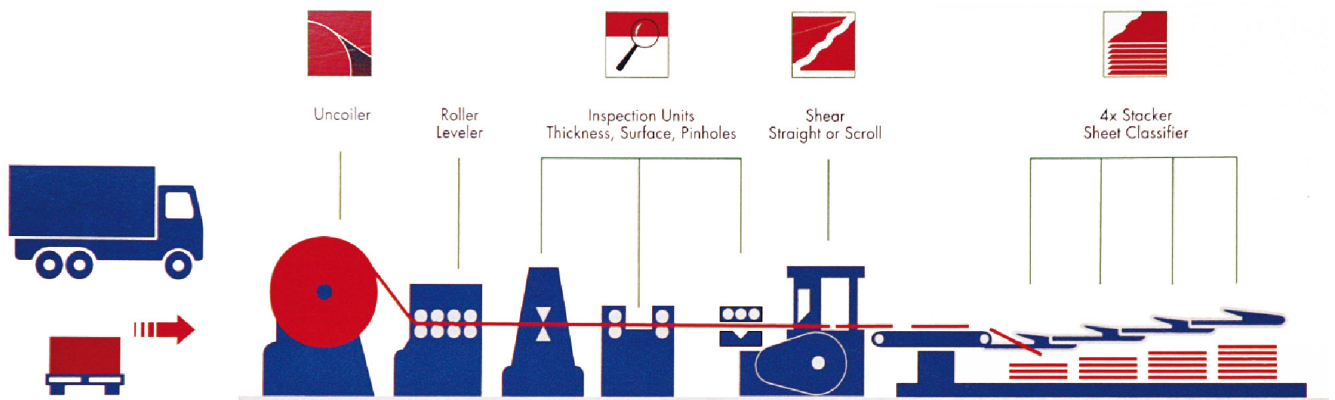 Uncoiler
Roller
Leveler
Inspection Units
Thickness, Surface, Pinholes
Shear
Straight or Scroll
4x Stacker
Sheet Classifier